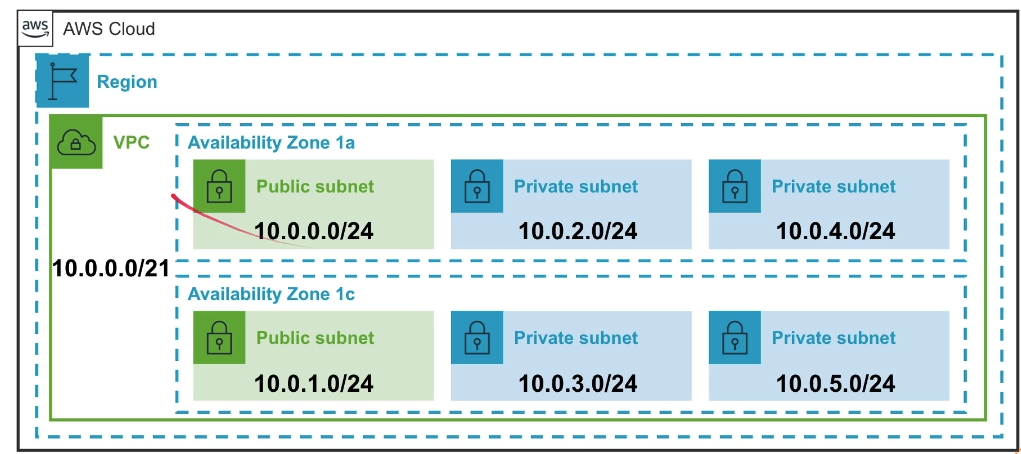 aws
AWS Cloud
Region
VPC
10.0.0.0/21
Availability Zone 1a
Public subnet
10.0.0.0/24
Private subnet
10.0.2.0/24
Private subnet
10.0.4.0/24
Availability Zone 1c
Public subnet
10.0.1.0/24
Private subnet
10.0.3.0/24
Private subnet
10.0.5.0/24